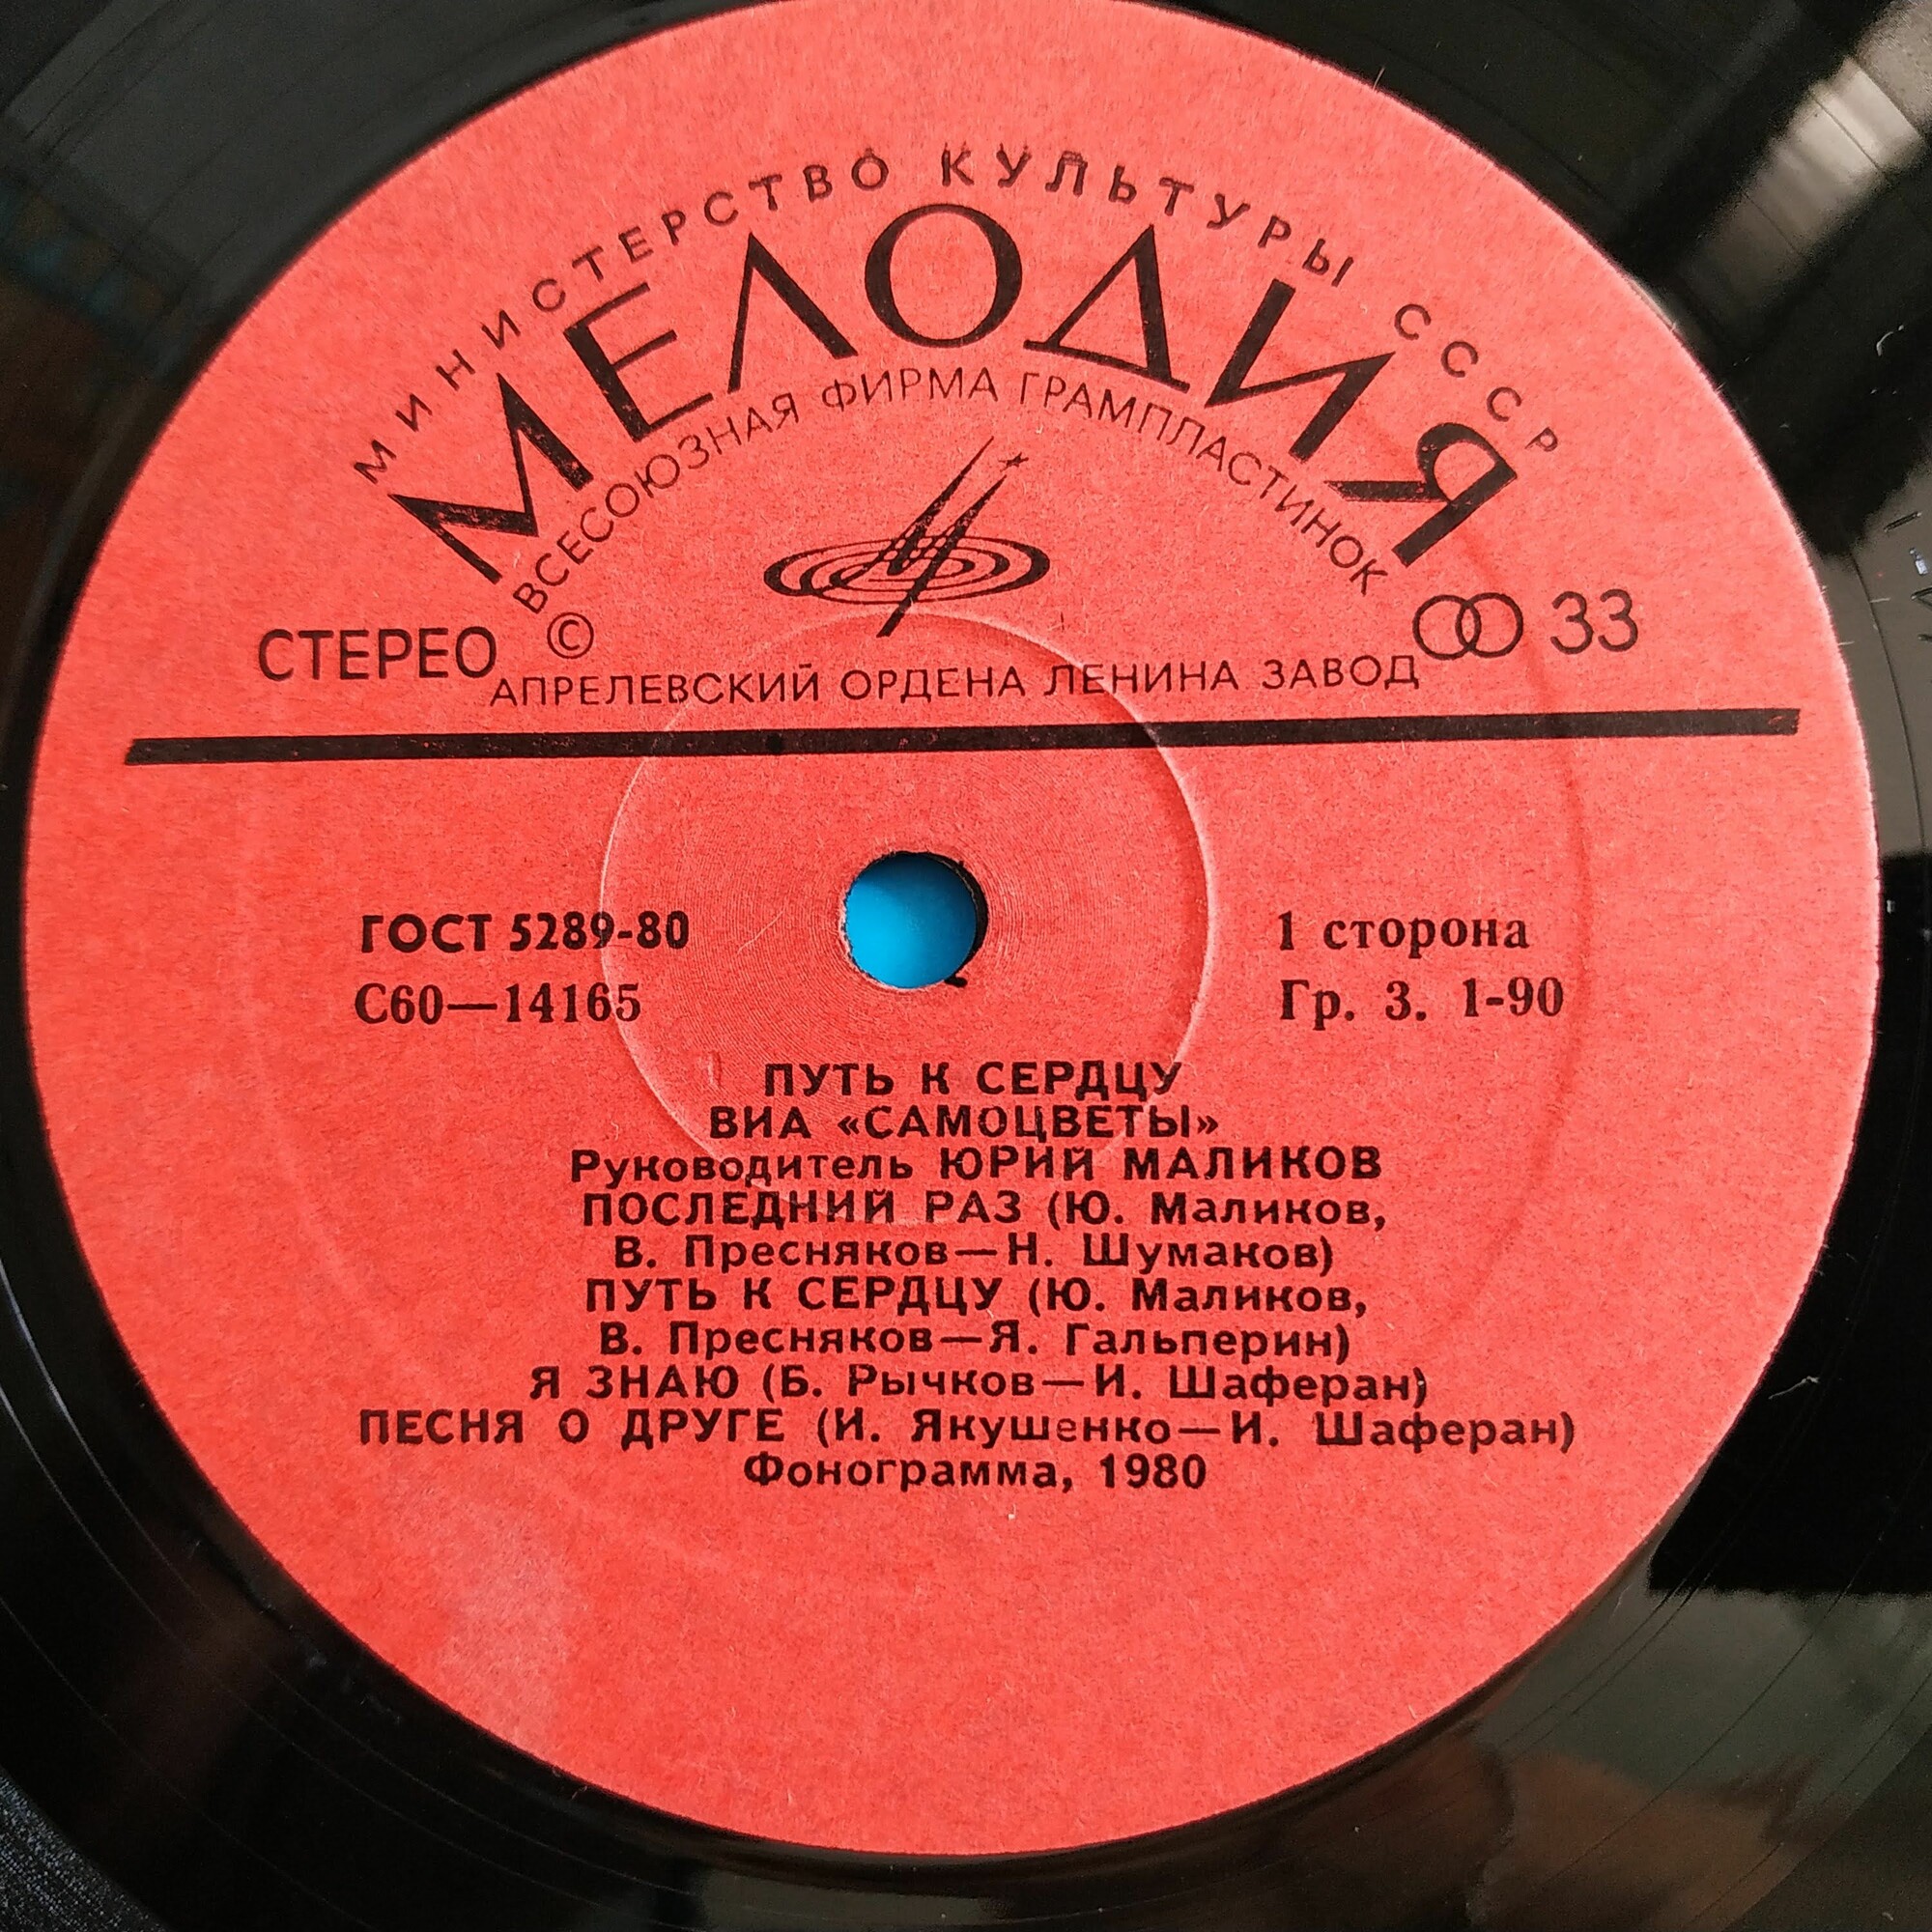 МИНИСТЕРСТВО КУЛЬТУРЫ СССР
МЕЛОДИЯ
ВСЕСОЮЗНАЯ ФИРМА ГРАМПЛАСТИНОК
СТЕРЕО © 33
АПРЕЛЕВСКИЙ ОРДЕНА ЛЕНИНА ЗАВОД
ГОСТ 5289-80
С60—14165
1 сторона
Гр. 3. 1-90
ПУТЬ К СЕРДЦУ
ВИА «САМОЦВЕТЫ»
Руководитель ЮРИЙ МАЛИКОВ
ПОСЛЕДНИЙ РАЗ (Ю. Маликов,
В. Пресняков—Н. Шумаков)
ПУТЬ К СЕРДЦУ (Ю. Маликов,
В. Пресняков—Я. Гальперин)
Я ЗНАЮ (Б. Рычков—И. Шаферан)
ПЕСНЯ О ДРУГЕ (И. Якушенко—И. Шаферан)
Фонограмма, 1980